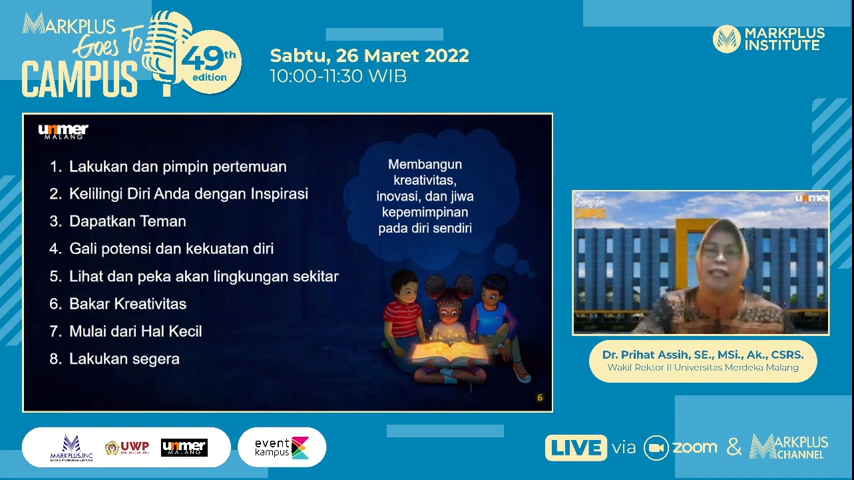 MARKPLUS
Goes To
CAMPUS
49th
edition
Sabtu, 26 Maret 2022
10:00-11:30 WIB
MARKPLUS
INSTITUTE
unmer
MALANG
1. Lakukan dan pimpin pertemuan
2. Kelilingi Diri Anda dengan Inspirasi
3. Dapatkan Teman
4. Gali potensi dan kekuatan diri
5. Lihat dan peka akan lingkungan sekitar
6. Bakar Kreativitas
7. Mulai dari Hal Kecil
8. Lakukan segera
Membangun
kreativitas,
inovasi, dan jiwa
kepemimpinan
pada diri sendiri
6
Goes To
CAMPUS
unmer
Dr. Prihat Assih, SE., MSi., Ak., CSRS.
Wakil Rektor II Universitas Merdeka Malang
MARKPLUS.INC
UWP
unmer
MALANG
event
kampus
LIVE via zoom & MARKPLUS
CHANNEL